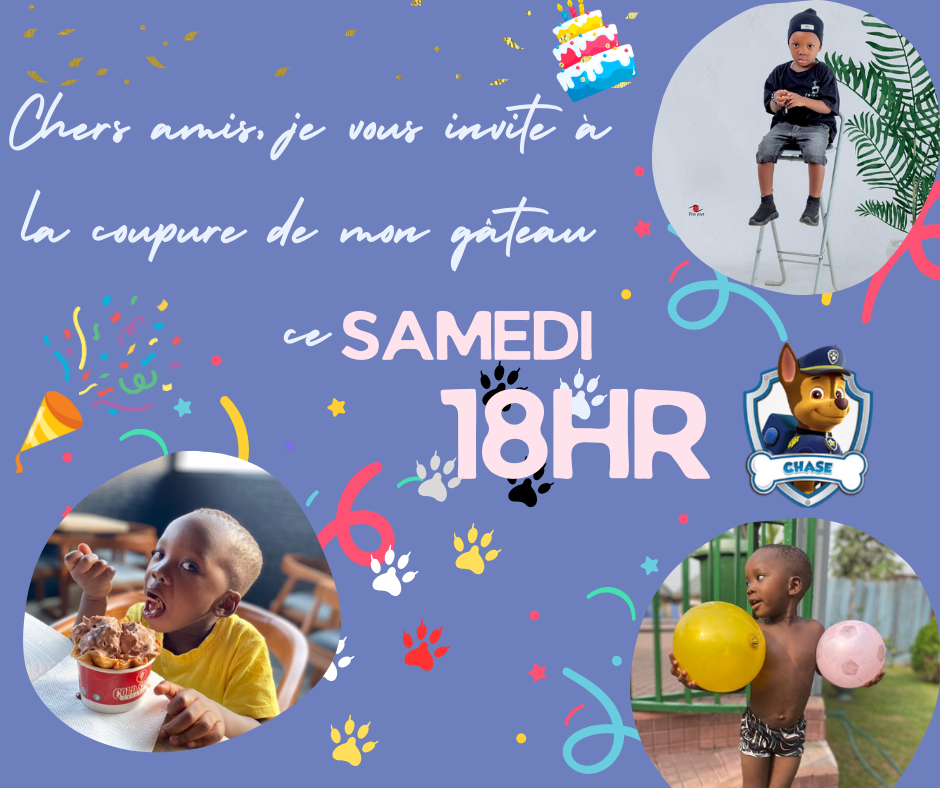 Chers amis, je vous invite à
la coupure de mon gâteau
ce SAMEDI
18HR
CHASE